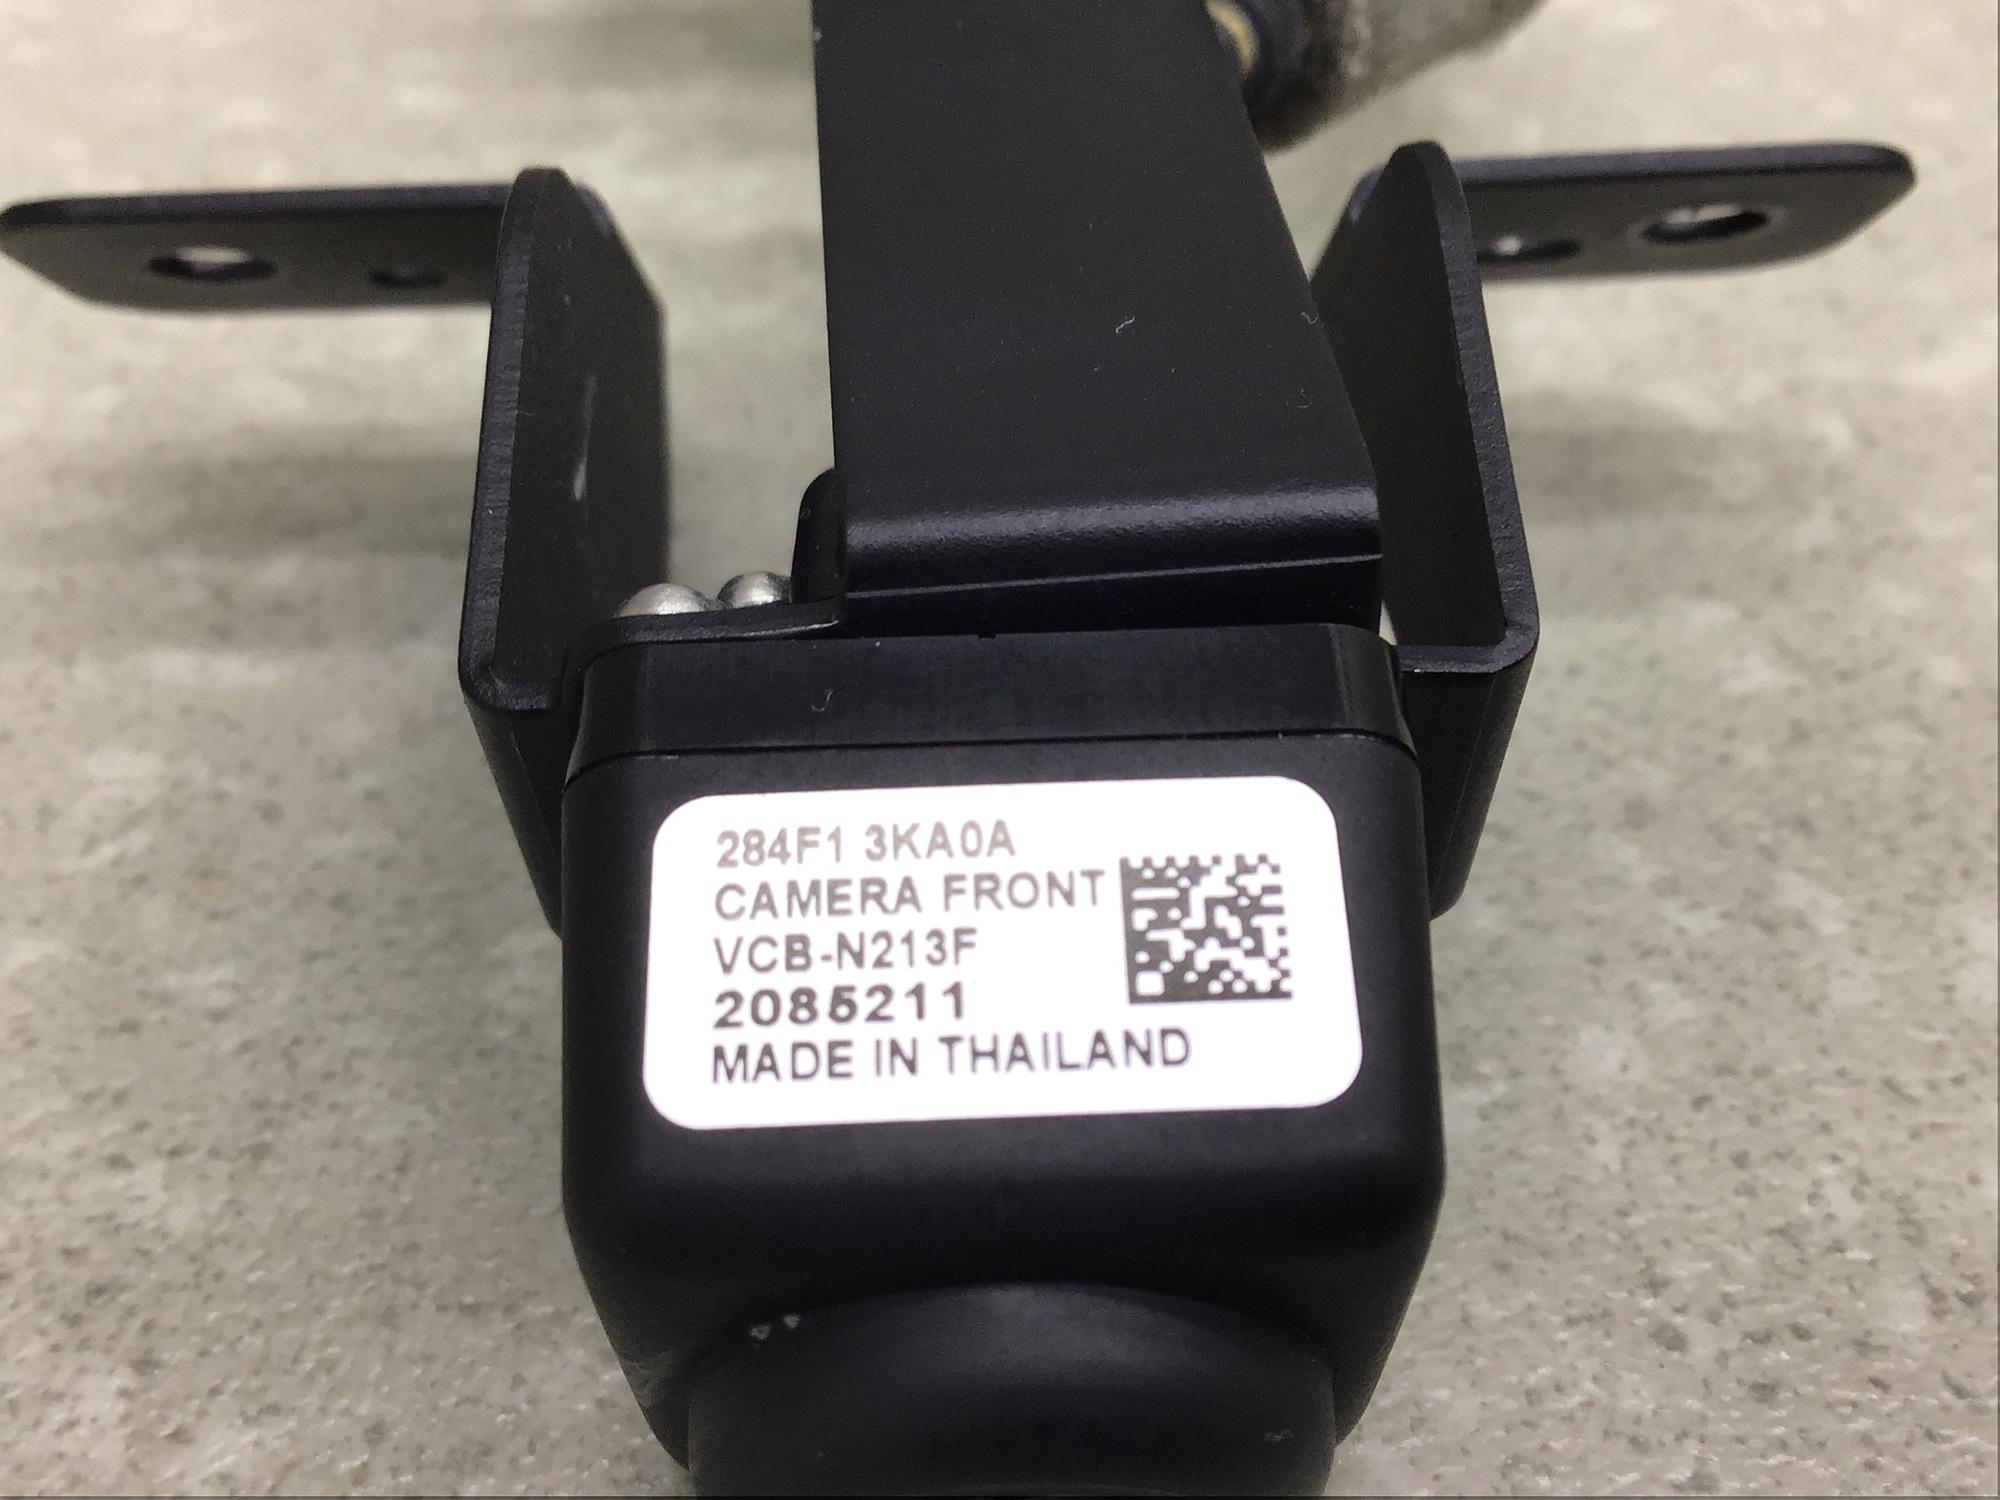 284F1 3KA0A
CAMERA FRONT
VCB-N213F
2085211
MADE IN THAILAND